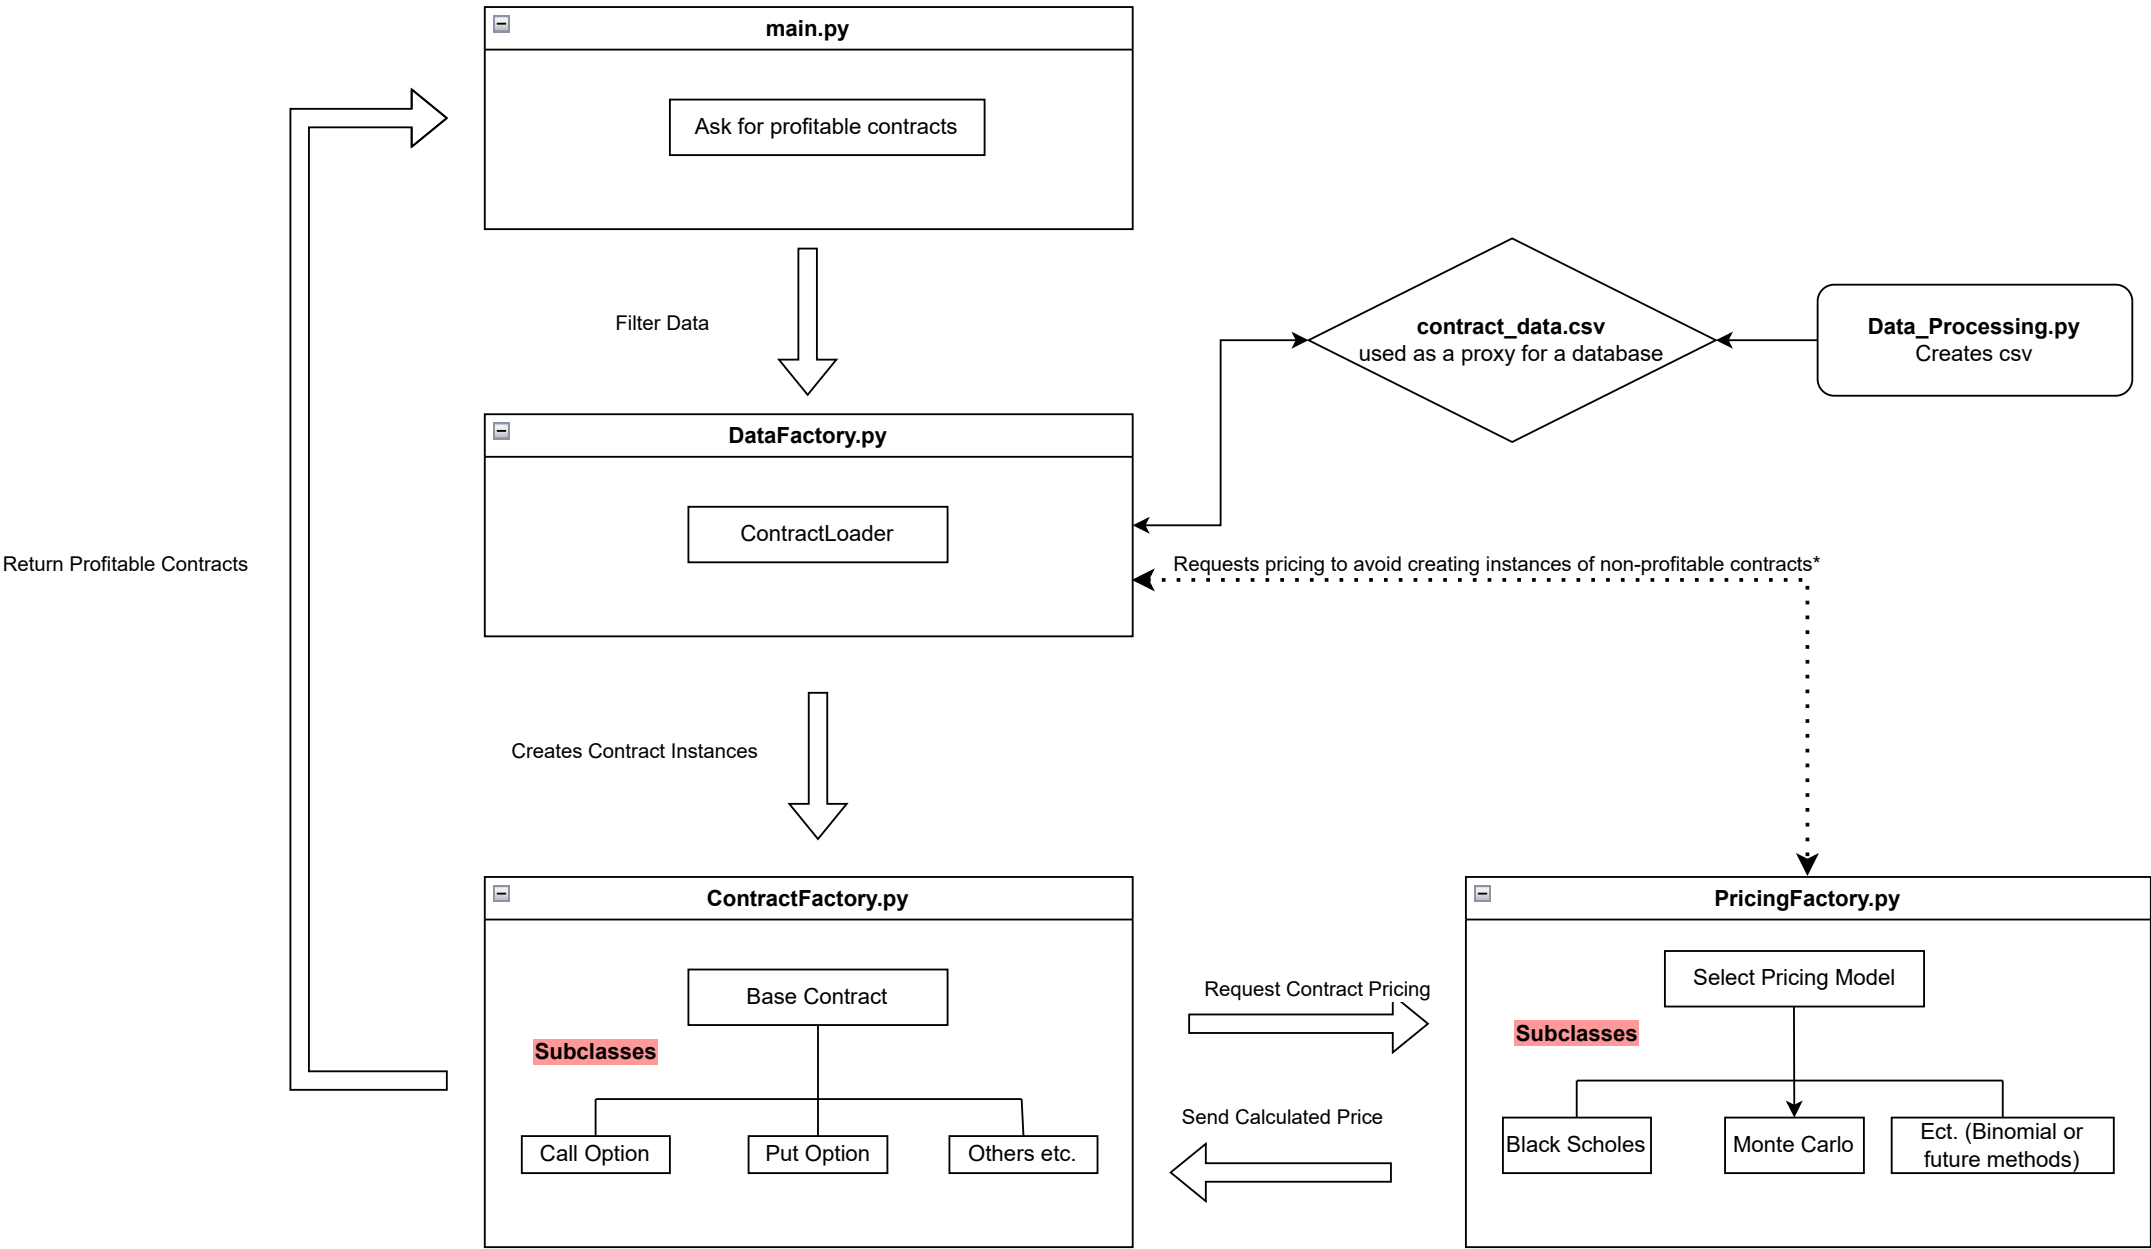 main.py
Ask for profitable contracts
Filter Data
contract_data.csv
used as a proxy for a database
Data_Processing.py
Creates csv
DataFactory.py
ContractLoader
Return Profitable Contracts
Requests pricing to avoid creating instances of non-profitable contracts*
Creates Contract Instances
ContractFactory.py
Base Contract
Subclasses
Call Option
Put Option
Others etc.
Request Contract Pricing
Send Calculated Price
PricingFactory.py
Select Pricing Model
Subclasses
Black Scholes
Monte Carlo
Ect. (Binomial or
future methods)